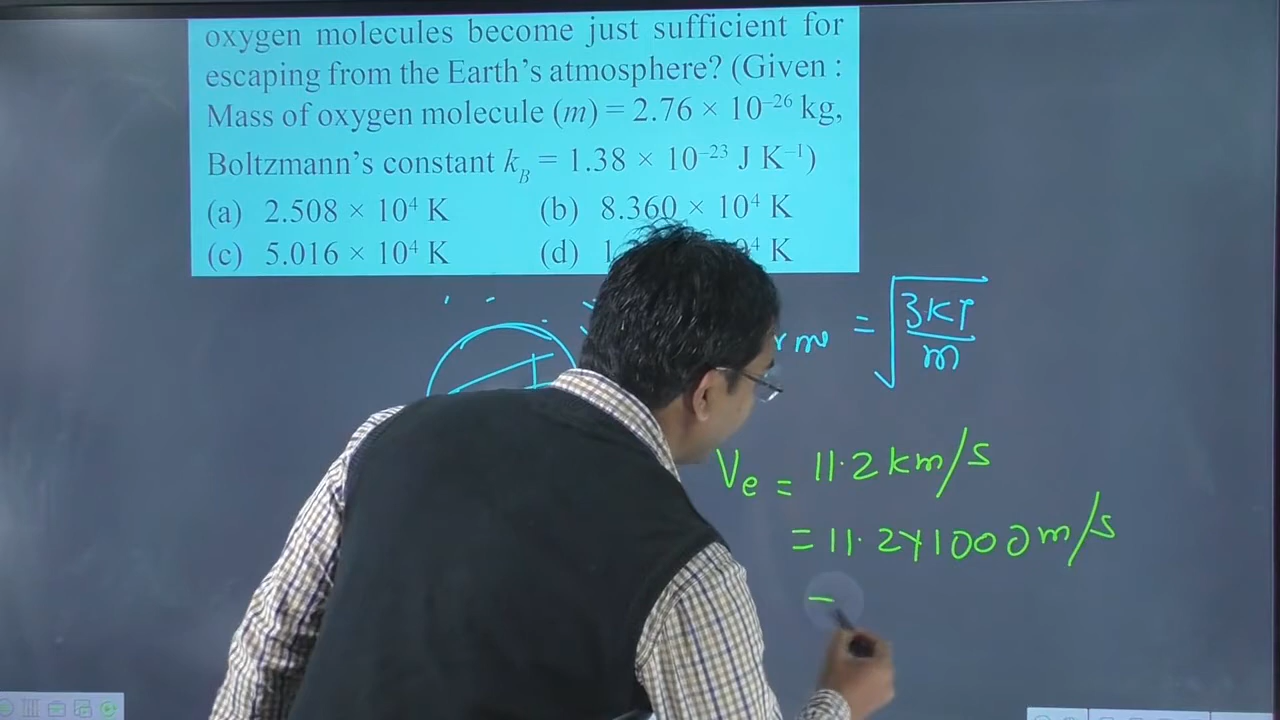 oxygen molecules become just sufficient for
escaping from the Earth's atmosphere? (Given :
Mass of oxygen molecule (m) = 2.76 × 10⁻²⁶ kg,
Boltzmann's constant k_B = 1.38 × 10⁻²³ J K⁻¹)
(a) 2.508 × 10⁴ K (b) 8.360 × 10⁴ K
(c) 5.016 × 10⁴ K (d) 1 ⁴ K
= √(3KT/m)
Ve = 11.2 km/s
= 11.2×1000 m/s